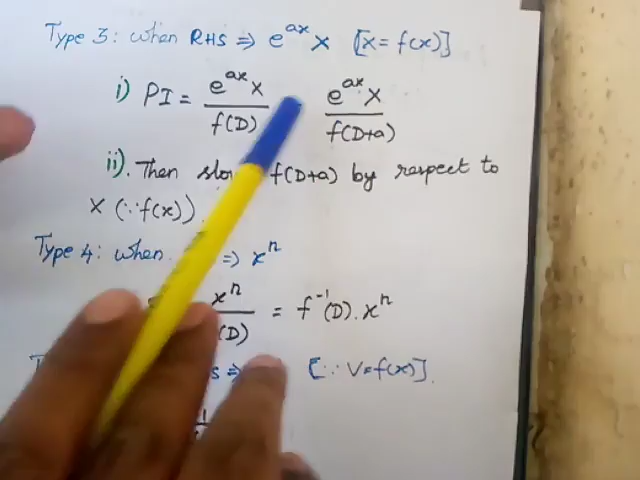 Type 3: when RHS ⇒ e^ax X [X = f(x)]
i) PI = e^ax X / f(D) e^ax X / f(D+a)
ii). Then f(D+a) by respect to
X (∵ f(x))
Type 4: when ⇒ x^n
x^n / (D) = f^-1(D). x^n
⇒ [∵ V = f(x)].